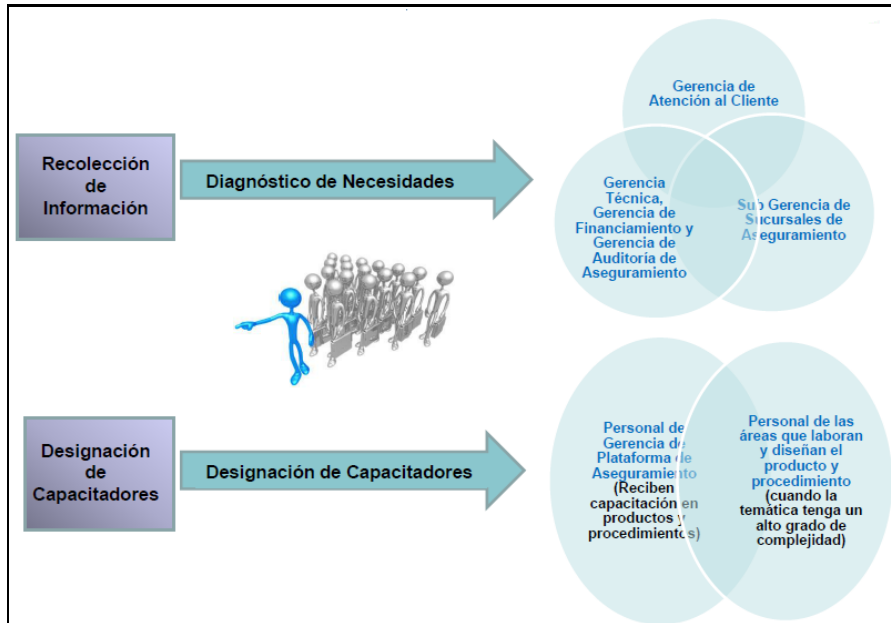 Gerencia de
Atención al Cliente
Recolección
de
Información
Diagnóstico de Necesidades
Gerencia
Técnica,
Gerencia de
Financiamiento y
Gerencia de
Auditoría de
Aseguramiento
Sub Gerencia de
Sucursales de
Aseguramiento
Designación
de
Capacitadores
Designación de Capacitadores
Personal de
Gerencia de
Plataforma de
Aseguramiento
(Reciben
capacitación en
productos y
procedimientos)
Personal de las
áreas que laboran
y diseñan el
producto y
procedimiento
(cuando la
temática tenga un
alto grado de
complejidad)